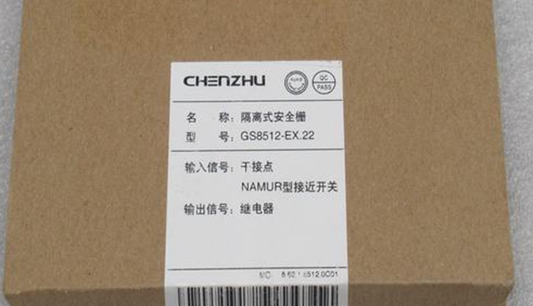 CHENZHU
QC
PASS
名 称: 隔离式安全栅
型 号: GS8512-EX.22
输入信号: 干接点
NAMUR型接近开关
输出信号: 继电器